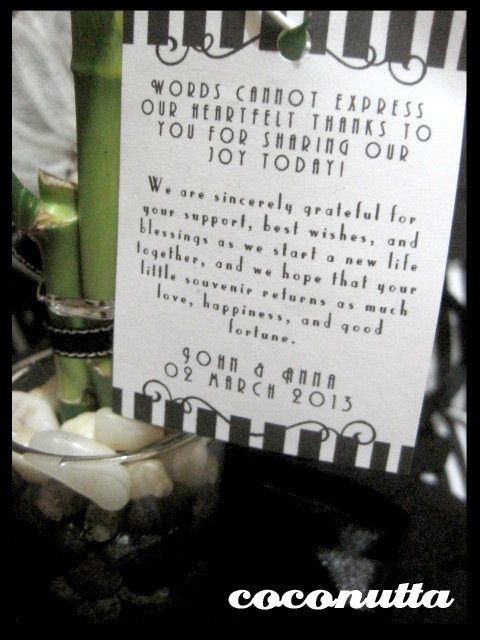 WORDS CANNOT EXPRESS
OUR HEARTFELT THANKS TO
YOU FOR SHARING OUR
JOY TODAY!
We are sincerely grateful for
your support, best wishes, and
blessings as we start a new life
together, and we hope that your
little souvenir returns as much
love, happiness, and good
fortune.
JOHN & ANNA
02 MARCH 2013
coconutta